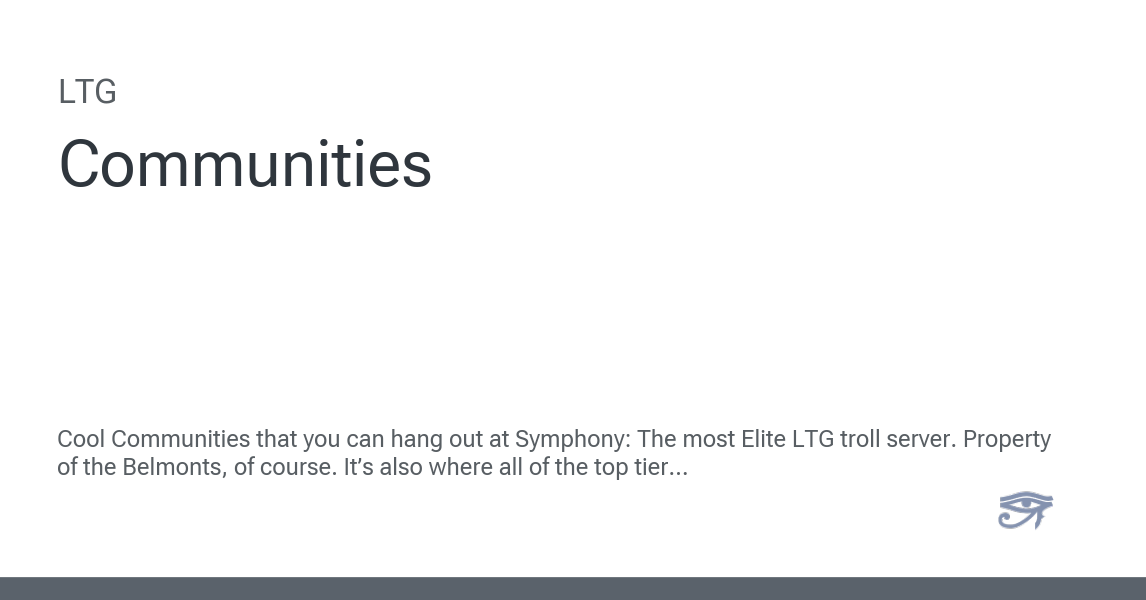 LTG
Communities
Cool Communities that you can hang out at Symphony: The most Elite LTG troll server. Property
of the Belmonts, of course. It’s also where all of the top tier...